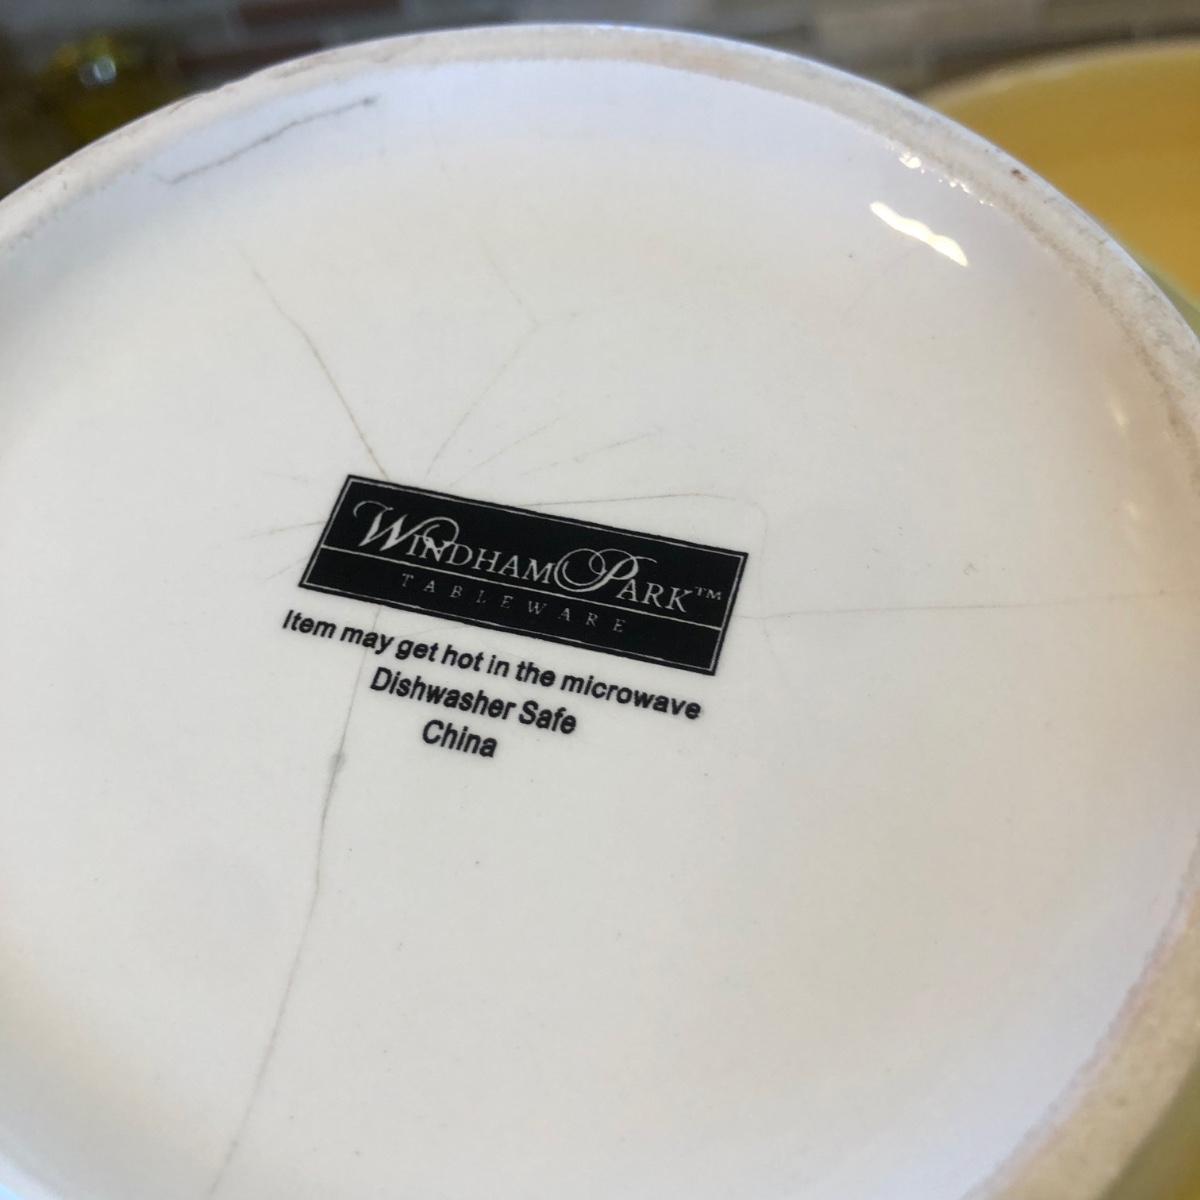 WINDHAM PARK™
TABLEWARE
Item may get hot in the microwave
Dishwasher Safe
China